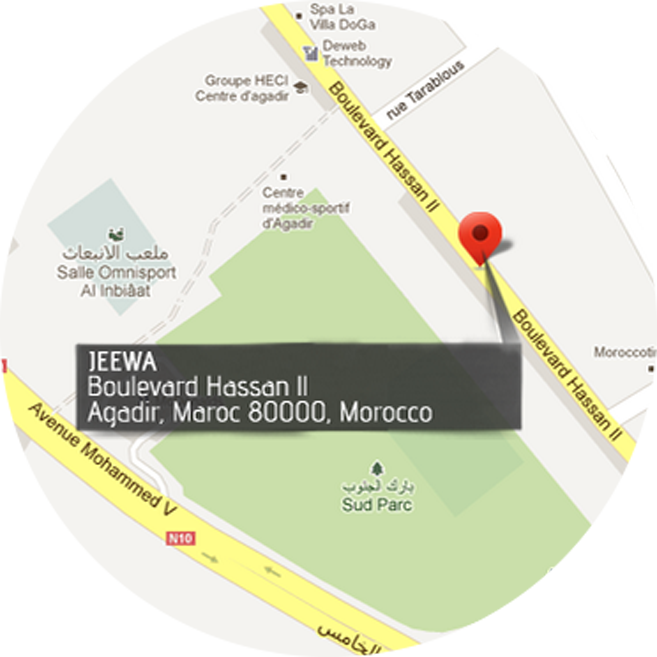 Spa La
Villa DoGa
Deweb
Technology
Groupe HECI
Centre d'agadir
rue Tarablous
Boulevard Hassan II
Centre
médico-sportif
d'Agadir
ملعب الانبعاث
Salle Omnisport
Al Inbiâat
Boulevard Hassan II
JEEWA
Boulevard Hassan II
Agadir, Maroc 80000, Morocco
Avenue Mohammed V
بارك الجنوب
Sud Parc
N10
الخامس